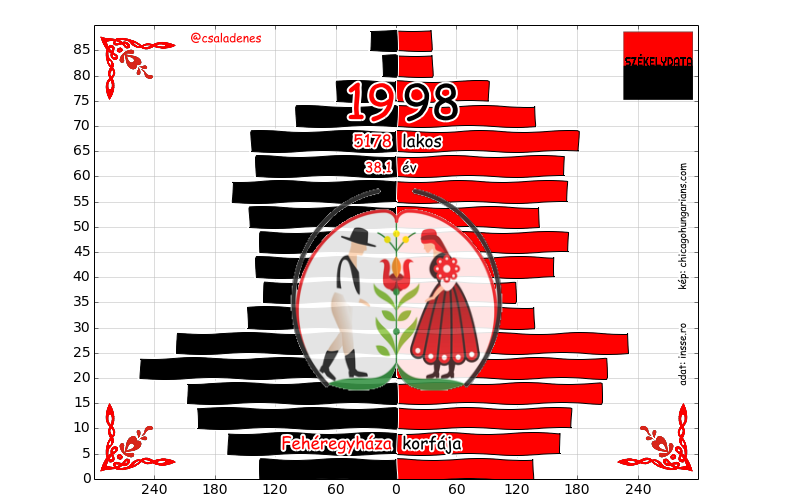 @csaladenes
SZÉKELYDATA
1998
5178 lakos
38.1 év
kép: chicagohungarians.com
adat: insse.ro
Fehéregyháza korfája
85
80
75
70
65
60
55
50
45
40
35
30
25
20
15
10
5
0
240 180 120 60 0 60 120 180 240